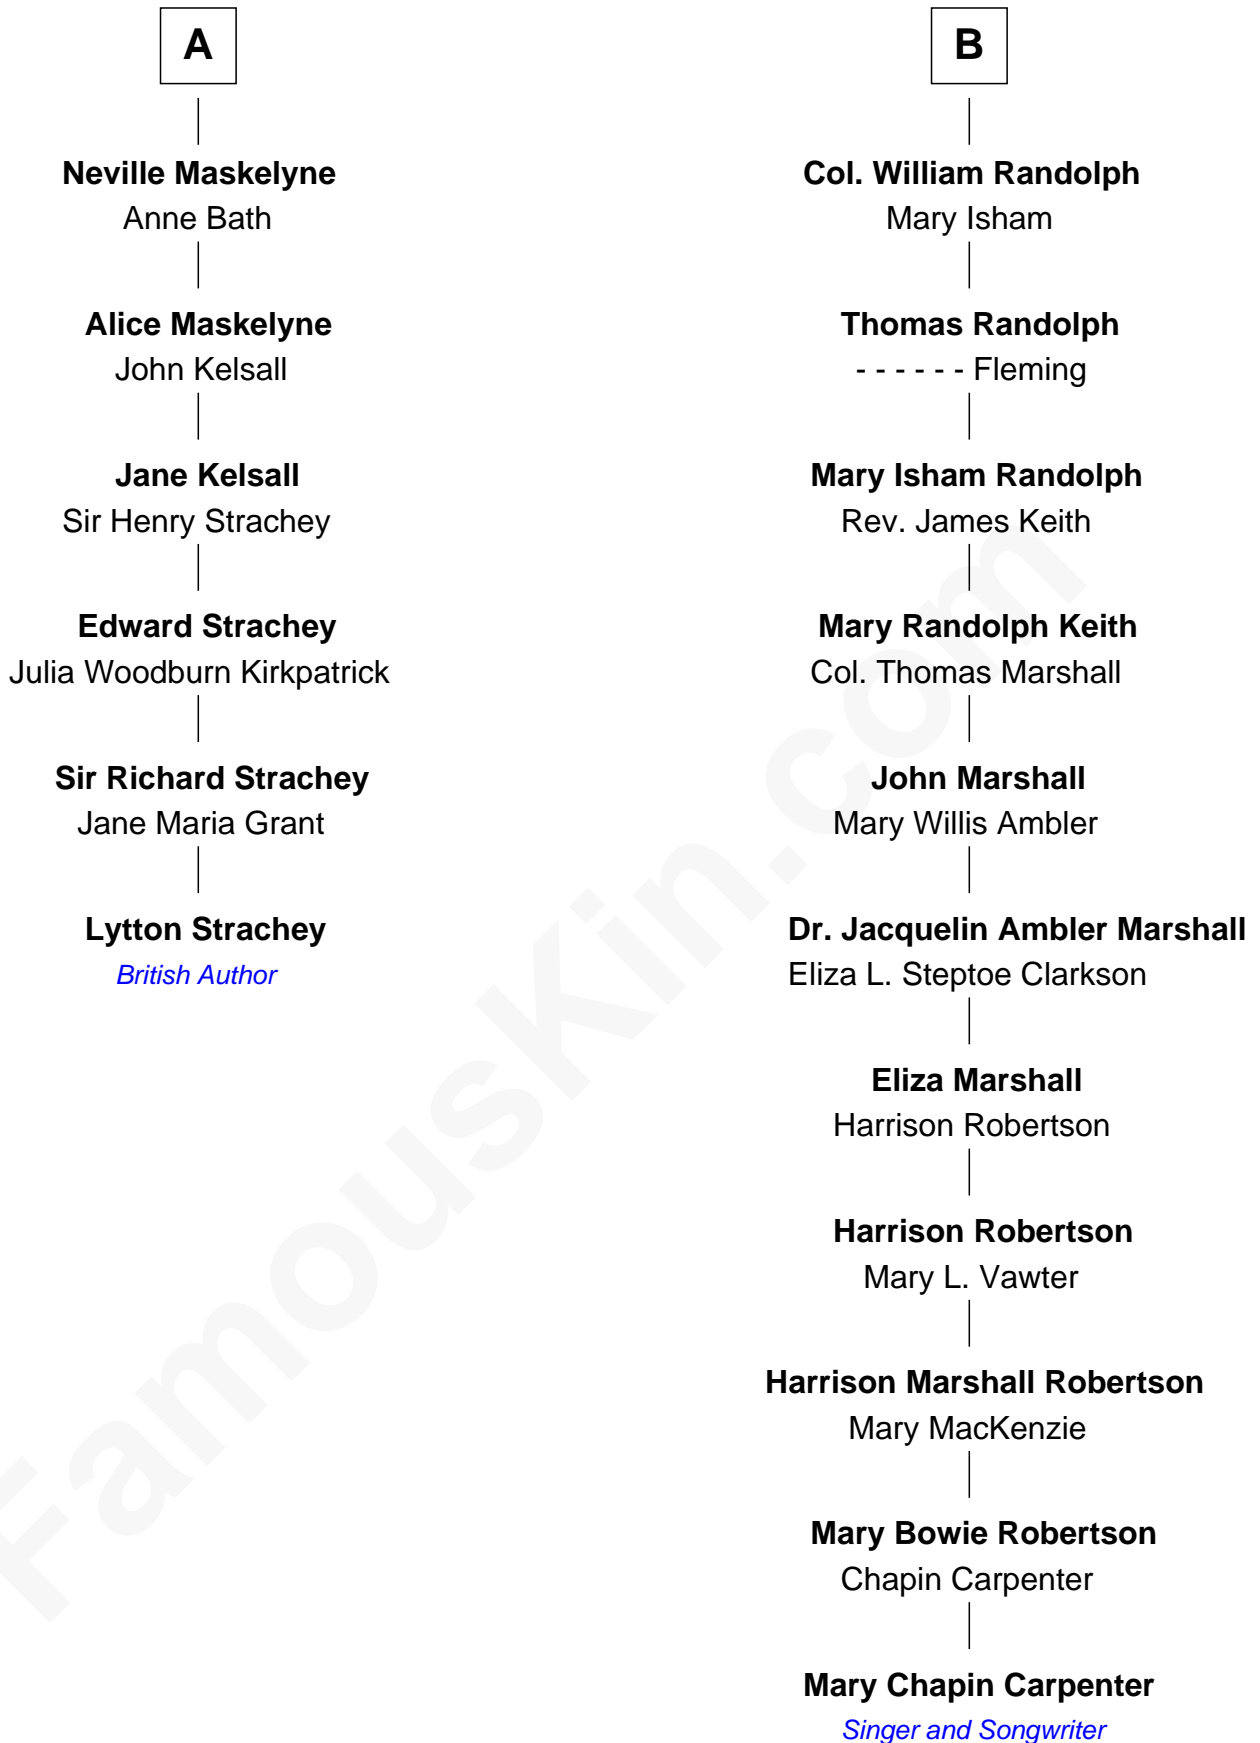 A
Neville Maskelyne
Anne Bath
Alice Maskelyne
John Kelsall
Jane Kelsall
Sir Henry Strachey
Edward Strachey
Julia Woodburn Kirkpatrick
Sir Richard Strachey
Jane Maria Grant
Lytton Strachey
British Author
B
Col. William Randolph
Mary Isham
Thomas Randolph
- - - - - - Fleming
Mary Isham Randolph
Rev. James Keith
Mary Randolph Keith
Col. Thomas Marshall
John Marshall
Mary Willis Ambler
Dr. Jacquelin Ambler Marshall
Eliza L. Steptoe Clarkson
Eliza Marshall
Harrison Robertson
Harrison Robertson
Mary L. Vawter
Harrison Marshall Robertson
Mary MacKenzie
Mary Bowie Robertson
Chapin Carpenter
Mary Chapin Carpenter
Singer and Songwriter
FamousKin.com